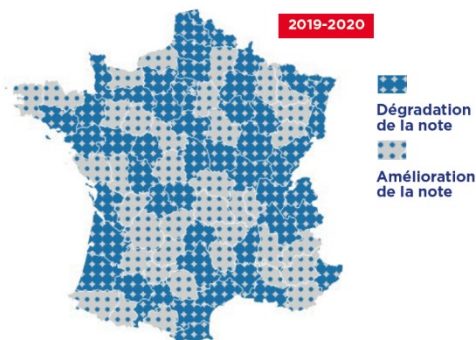 2019-2020
Dégradation
de la note
Amélioration
de la note